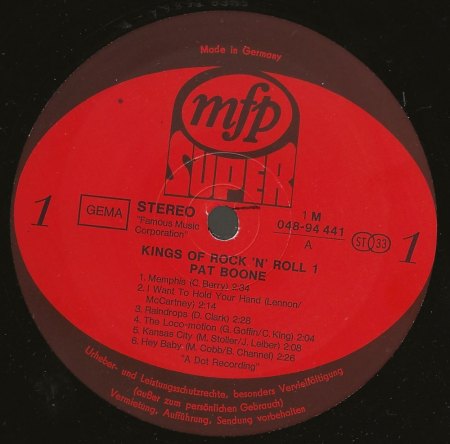 Made in Germany
mfp
SUPER
1
GEMA
STEREO
"Famous Music
Corporation"
1 M
048-94 441
A
ST 33
1
KINGS OF ROCK 'N' ROLL 1
PAT BOONE
1. Memphis (C. Berry) 2:34
2. I Want To Hold Your Hand (Lennon/
McCartney) 2:14
3. Raindrops (D. Clark) 2:28
4. The Loco-motion (G. Goffin/C. King) 2:04
5. Kansas City (M. Stoller/J. Leiber) 2:08
6. Hey Baby (M. Cobb/B. Channel) 2:26
"A Dot Recording"
Urheber- und Leistungsschutzrechte, besonders Vervielfältigung
(außer zum persönlichen Gebrauch)
Vermietung, Aufführung, Sendung vorbehalten